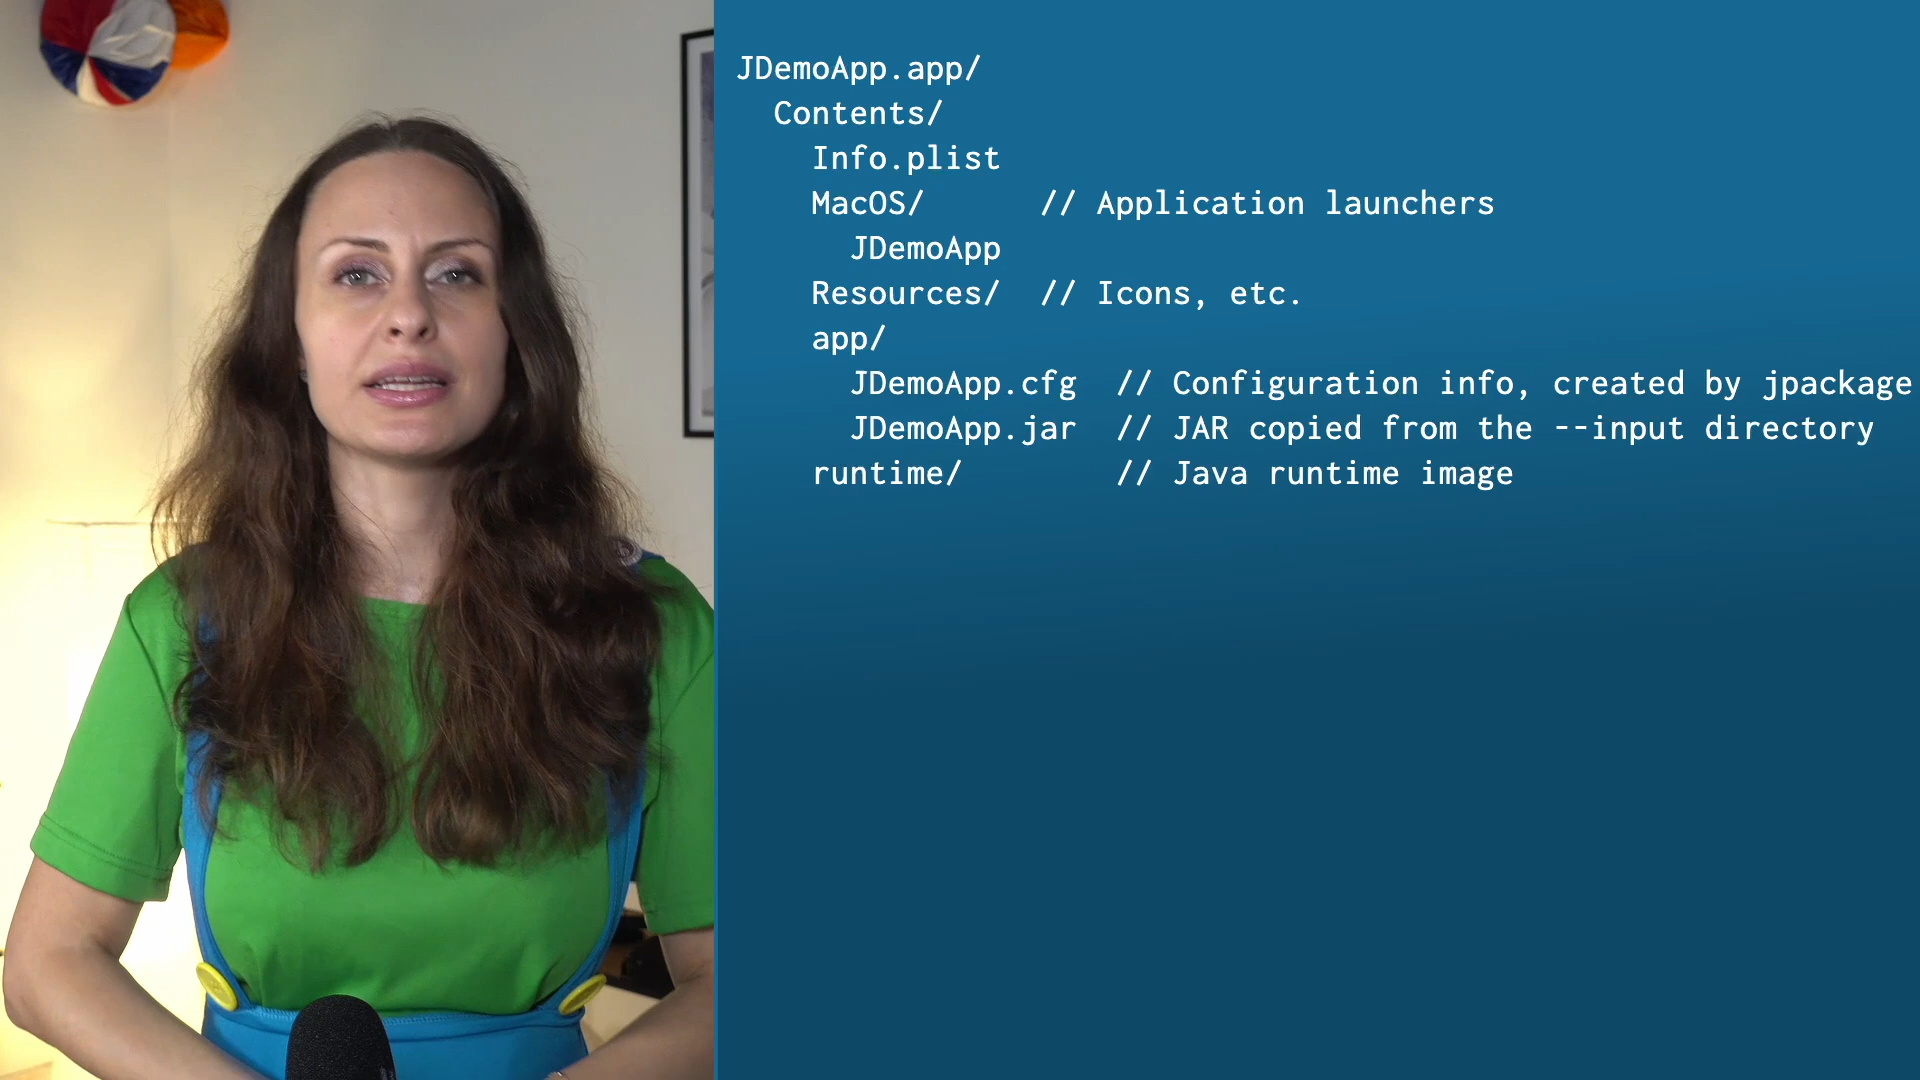 JDemoApp.app/
Contents/
Info.plist
MacOS/ // Application launchers
JDemoApp
Resources/ // Icons, etc.
app/
JDemoApp.cfg // Configuration info, created by jpackage
JDemoApp.jar // JAR copied from the --input directory
runtime/ // Java runtime image